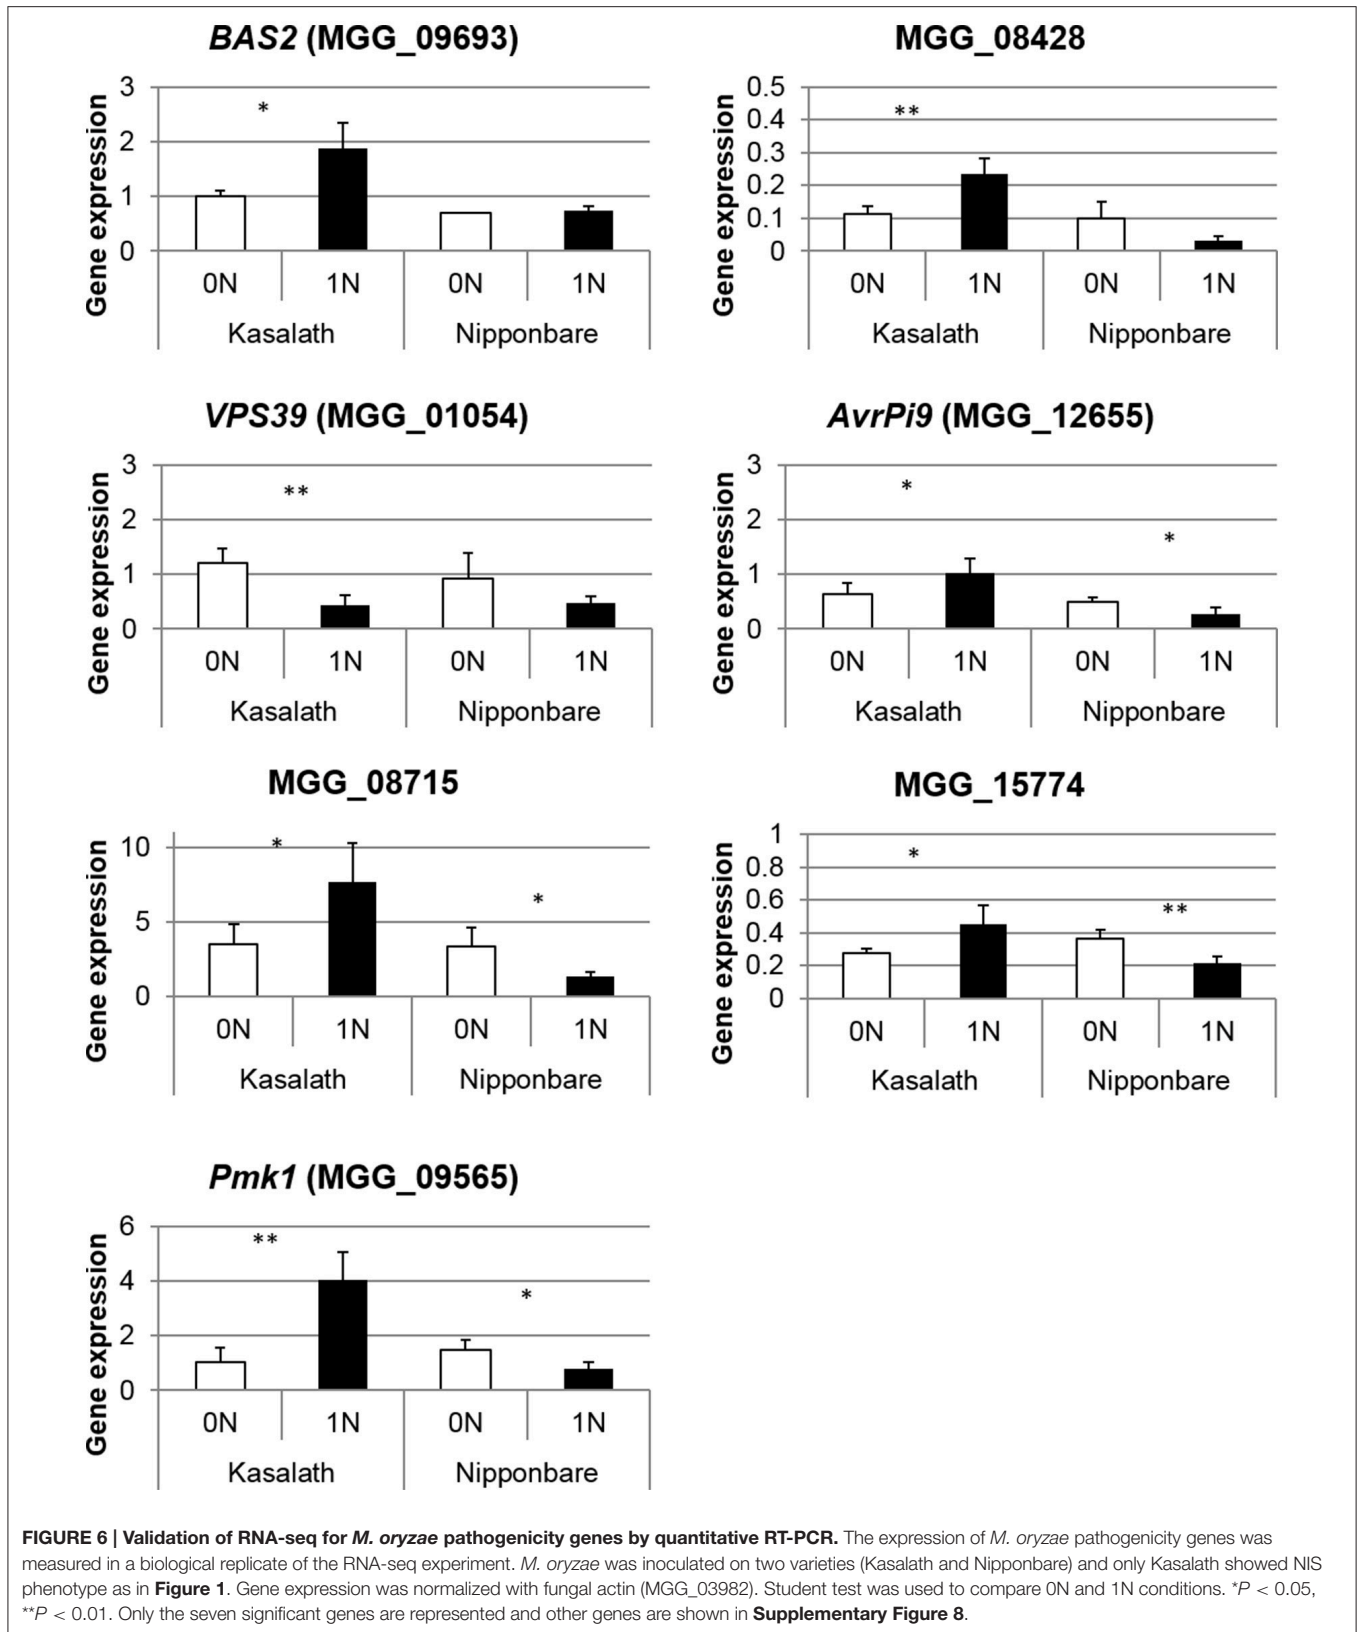 BAS2 (MGG_09693)
Gene expression
3
2
1
0
*
0N 1N 0N 1N
Kasalath Nipponbare
MGG_08428
Gene expression
0.5
0.4
0.3
0.2
0.1
0
**
0N 1N 0N 1N
Kasalath Nipponbare
VPS39 (MGG_01054)
Gene expression
3
2
1
0
**
0N 1N 0N 1N
Kasalath Nipponbare
AvrPi9 (MGG_12655)
Gene expression
3
2
1
0
*
*
0N 1N 0N 1N
Kasalath Nipponbare
MGG_08715
Gene expression
10
5
0
*
*
0N 1N 0N 1N
Kasalath Nipponbare
MGG_15774
Gene expression
1
0.8
0.6
0.4
0.2
0
*
**
0N 1N 0N 1N
Kasalath Nipponbare
Pmk1 (MGG_09565)
Gene expression
6
4
2
0
**
*
0N 1N 0N 1N
Kasalath Nipponbare
FIGURE 6 | Validation of RNA-seq for M. oryzae pathogenicity genes by quantitative RT-PCR. The expression of M. oryzae pathogenicity genes was
measured in a biological replicate of the RNA-seq experiment. M. oryzae was inoculated on two varieties (Kasalath and Nipponbare) and only Kasalath showed NIS
phenotype as in Figure 1. Gene expression was normalized with fungal actin (MGG_03982). Student test was used to compare 0N and 1N conditions. *P < 0.05,
**P < 0.01. Only the seven significant genes are represented and other genes are shown in Supplementary Figure 8.